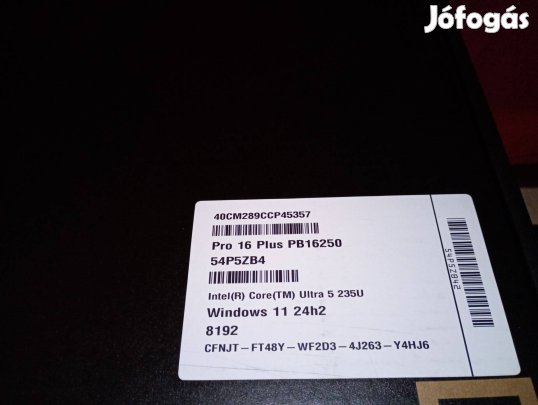 Jófogás
40CM289CCP45357
Pro 16 Plus PB16250
54P5ZB4
Intel(R) Core(TM) Ultra 5 235U
Windows 11 24h2
8192
CFNJT-FT48Y-WF2D3-4J263-Y4HJ6
54P5ZB42